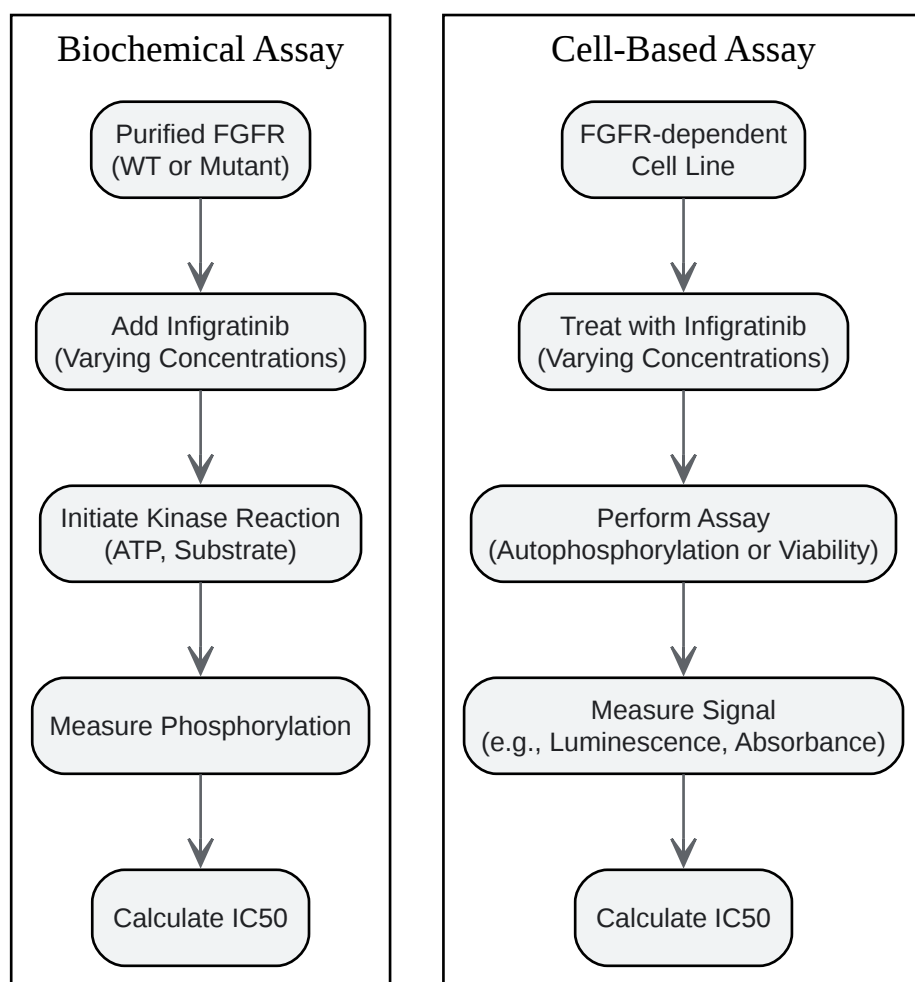 Biochemical Assay
Purified FGFR
(WT or Mutant)
Add Infigratinib
(Varying Concentrations)
Initiate Kinase Reaction
(ATP, Substrate)
Measure Phosphorylation
Calculate IC50
Cell-Based Assay
FGFR-dependent
Cell Line
Treat with Infigratinib
(Varying Concentrations)
Perform Assay
(Autophosphorylation or Viability)
Measure Signal
(e.g., Luminescence, Absorbance)
Calculate IC50